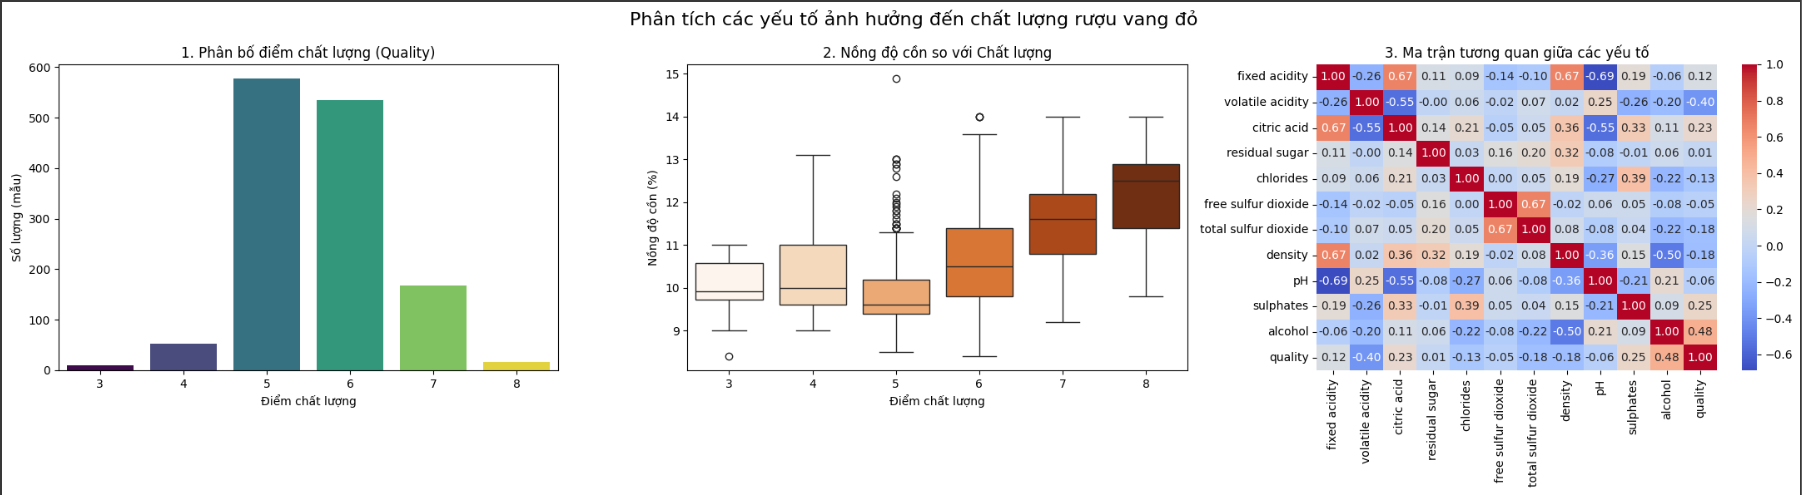 Phân tích các yếu tố ảnh hưởng đến chất lượng rượu vang đỏ
1. Phân bố điểm chất lượng (Quality)
600
500
400
300
200
100
0
Số lượng (mẫu)
3 4 5 6 7 8
Điểm chất lượng
2. Nồng độ cồn so với Chất lượng
15
14
13
12
11
10
9
Nồng độ cồn (%)
3 4 5 6 7 8
Điểm chất lượng
3. Ma trận tương quan giữa các yếu tố
fixed acidity 1.00 -0.26 0.67 0.11 0.09 -0.14 -0.10 0.67 -0.69 0.19 -0.06 0.12
volatile acidity -0.26 1.00 -0.55 -0.00 0.06 -0.02 0.07 0.02 0.25 -0.26 -0.20 -0.40
citric acid 0.67 -0.55 1.00 0.14 0.21 -0.05 0.05 0.36 -0.55 0.33 0.11 0.23
residual sugar 0.11 -0.00 0.14 1.00 0.03 0.16 0.20 0.32 -0.08 -0.01 0.06 0.01
chlorides 0.09 0.06 0.21 0.03 1.00 0.00 0.05 0.19 -0.27 0.39 -0.22 -0.13
free sulfur dioxide -0.14 -0.02 -0.05 0.16 0.00 1.00 0.67 -0.02 0.06 0.05 -0.08 -0.05
total sulfur dioxide -0.10 0.07 0.05 0.20 0.05 0.67 1.00 0.08 -0.08 0.04 -0.22 -0.18
density 0.67 0.02 0.36 0.32 0.19 -0.02 0.08 1.00 -0.36 0.15 -0.50 -0.18
pH -0.69 0.25 -0.55 -0.08 -0.27 0.06 -0.08 -0.36 1.00 -0.21 0.21 -0.06
sulphates 0.19 -0.26 0.33 -0.01 0.39 0.05 0.04 0.15 -0.21 1.00 0.09 0.25
alcohol -0.06 -0.20 0.11 0.06 -0.22 -0.08 -0.22 -0.50 0.21 0.09 1.00 0.48
quality 0.12 -0.40 0.23 0.01 -0.13 -0.05 -0.18 -0.18 -0.06 0.25 0.48 1.00
fixed acidity
volatile acidity
citric acid
residual sugar
chlorides
free sulfur dioxide
total sulfur dioxide
density
pH
sulphates
alcohol
quality
1.0
0.8
0.6
0.4
0.2
0.0
−0.2
−0.4
−0.6